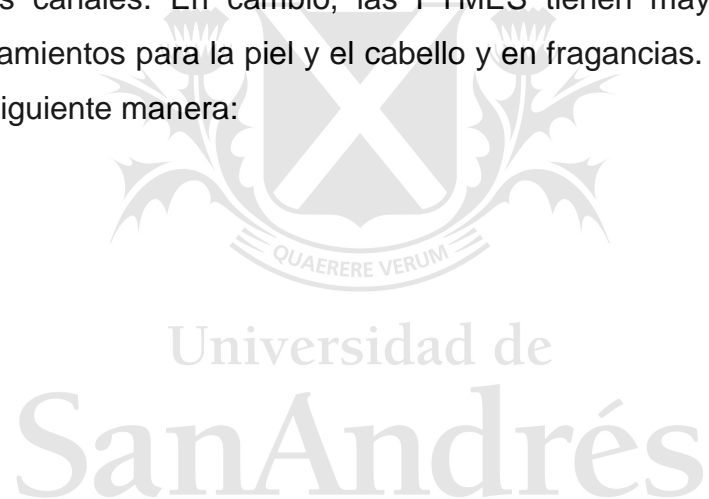 s canales. En cambio, las PYMES tienen may
amientos para la piel y el cabello y en fragancias.
siguiente manera:
QUAERERE VERUM
Universidad de
SanAndrés